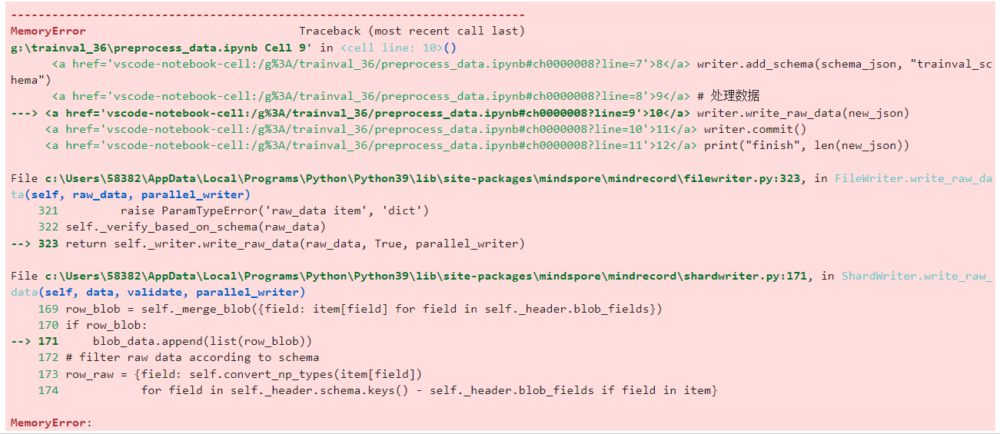 ---------------------------------------------------------------------------
MemoryError                               Traceback (most recent call last)
g:\trainval_36\preprocess_data.ipynb Cell 9' in <cell line: 10>()
      <a href='vscode-notebook-cell:/g%3A/trainval_36/preprocess_data.ipynb#ch0000008?line=7'>8</a> writer.add_schema(schema_json, "trainval_sc
hema")
      <a href='vscode-notebook-cell:/g%3A/trainval_36/preprocess_data.ipynb#ch0000008?line=8'>9</a> # 处理数据
---> <a href='vscode-notebook-cell:/g%3A/trainval_36/preprocess_data.ipynb#ch0000008?line=9'>10</a> writer.write_raw_data(new_json)
     <a href='vscode-notebook-cell:/g%3A/trainval_36/preprocess_data.ipynb#ch0000008?line=10'>11</a> writer.commit()
     <a href='vscode-notebook-cell:/g%3A/trainval_36/preprocess_data.ipynb#ch0000008?line=11'>12</a> print("finish", len(new_json))
File c:\Users\58382\AppData\Local\Programs\Python\Python39\lib\site-packages\mindspore\mindrecord\filewriter.py:323, in FileWriter.write_raw_da
ta(self, raw_data, parallel_writer)
    321         raise ParamTypeError('raw_data item', 'dict')
    322 self._verify_based_on_schema(raw_data)
--> 323 return self._writer.write_raw_data(raw_data, True, parallel_writer)
File c:\Users\58382\AppData\Local\Programs\Python\Python39\lib\site-packages\mindspore\mindrecord\shardwriter.py:171, in ShardWriter.write_raw_
data(self, data, validate, parallel_writer)
    169 row_blob = self._merge_blob({field: item[field] for field in self._header.blob_fields})
    170 if row_blob:
--> 171     blob_data.append(list(row_blob))
    172 # filter raw data according to schema
    173 row_raw = {field: self.convert_np_types(item[field])
    174            for field in self._header.schema.keys() - self._header.blob_fields if field in item}
MemoryError: